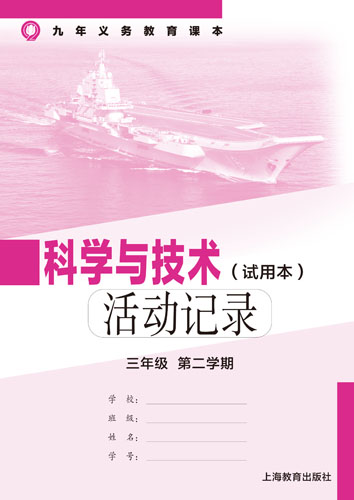 九年义务教育课本
科学与技术(试用本)
活动记录
三年级 第二学期
学 校:
班 级:
姓 名:
学 号:
上海教育出版社